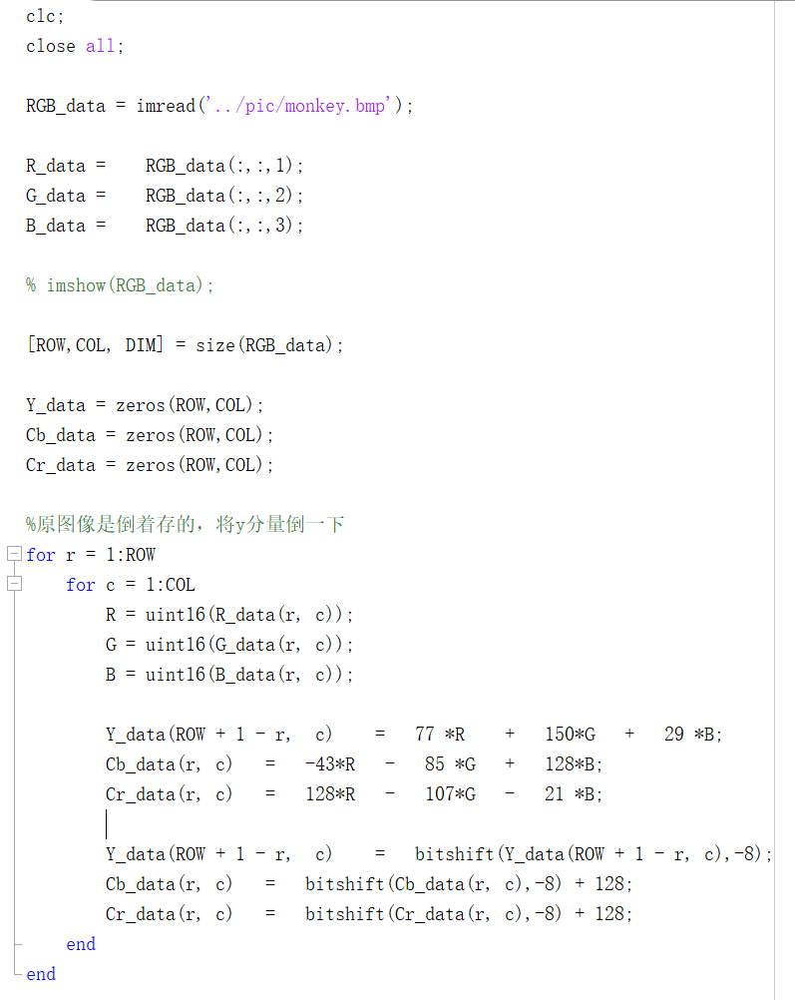 clc;
close all;
RGB_data = imread('../pic/monkey.bmp');
R_data =    RGB_data(:,:,1);
G_data =    RGB_data(:,:,2);
B_data =    RGB_data(:,:,3);
% imshow(RGB_data);
[ROW,COL, DIM] = size(RGB_data);
Y_data = zeros(ROW,COL);
Cb_data = zeros(ROW,COL);
Cr_data = zeros(ROW,COL);
%原图像是倒着存的，将y分量倒一下
for r = 1:ROW
    for c = 1:COL
        R = uint16(R_data(r, c));
        G = uint16(G_data(r, c));
        B = uint16(B_data(r, c));
        Y_data(ROW + 1 - r,  c)    =   77 *R    +   150*G   +   29 *B;
        Cb_data(r, c)   =   -43*R   -   85 *G   +   128*B;
        Cr_data(r, c)   =   128*R   -   107*G   -   21 *B;
        Y_data(ROW + 1 - r,  c)    =   bitshift(Y_data(ROW + 1 - r, c),-8);
        Cb_data(r, c)   =   bitshift(Cb_data(r, c),-8) + 128;
        Cr_data(r, c)   =   bitshift(Cr_data(r, c),-8) + 128;
    end
end